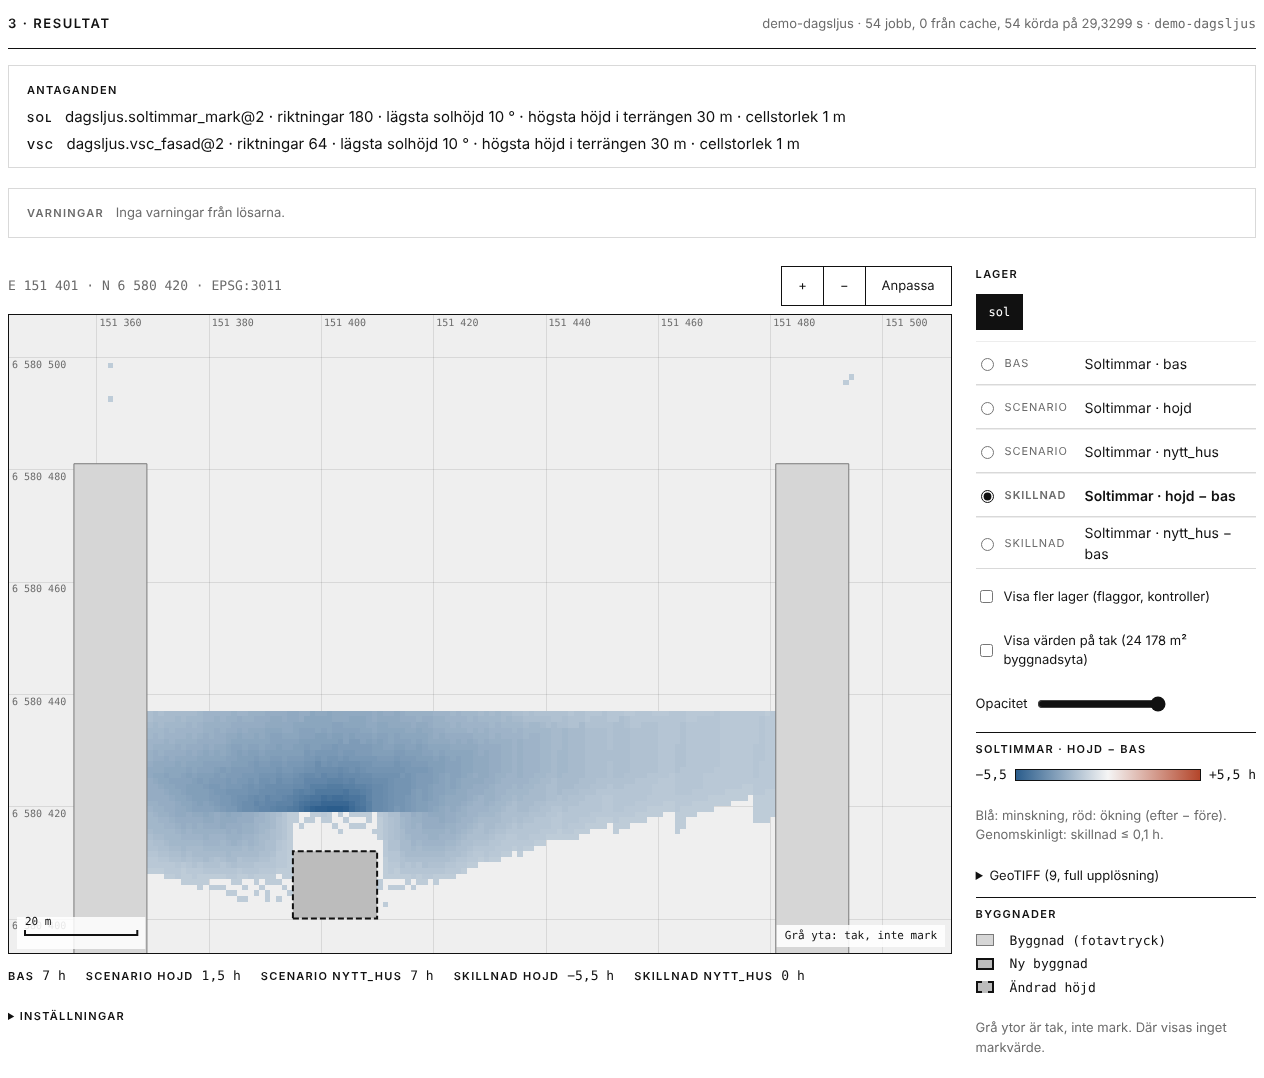 3 · RESULTAT
demo-dagsljus · 54 jobb, 0 från cache, 54 körda på 29,3299 s · demo-dagsljus
ANTAGANDEN
SOL dagsljus.soltimmar_mark@2 · riktningar 180 · lägsta solhöjd 10 ° · högsta höjd i terrängen 30 m · cellstorlek 1 m
VSC dagsljus.vsc_fasad@2 · riktningar 64 · lägsta solhöjd 10 ° · högsta höjd i terrängen 30 m · cellstorlek 1 m
VARNINGAR Inga varningar från lösarna.
E 151 401 · N 6 580 420 · EPSG:3011
+ − Anpassa
151 360 151 380 151 400 151 420 151 440 151 460 151 480 151 500
6 580 500
6 580 480
6 580 460
6 580 440
6 580 420
20 m
Grå yta: tak, inte mark
BAS 7 h SCENARIO HOJD 1,5 h SCENARIO NYTT_HUS 7 h SKILLNAD HOJD −5,5 h SKILLNAD NYTT_HUS 0 h
▸ INSTÄLLNINGAR
LAGER
sol
BAS Soltimmar · bas
SCENARIO Soltimmar · hojd
SCENARIO Soltimmar · nytt_hus
SKILLNAD Soltimmar · hojd − bas
SKILLNAD Soltimmar · nytt_hus −
bas
Visa fler lager (flaggor, kontroller)
Visa värden på tak (24 178 m²
byggnadsyta)
Opacitet
SOLTIMMAR · HOJD − BAS
−5,5 +5,5 h
Blå: minskning, röd: ökning (efter − före).
Genomskinligt: skillnad ≤ 0,1 h.
▸ GeoTIFF (9, full upplösning)
BYGGNADER
Byggnad (fotavtryck)
Ny byggnad
Ändrad höjd
Grå ytor är tak, inte mark. Där visas inget
markvärde.